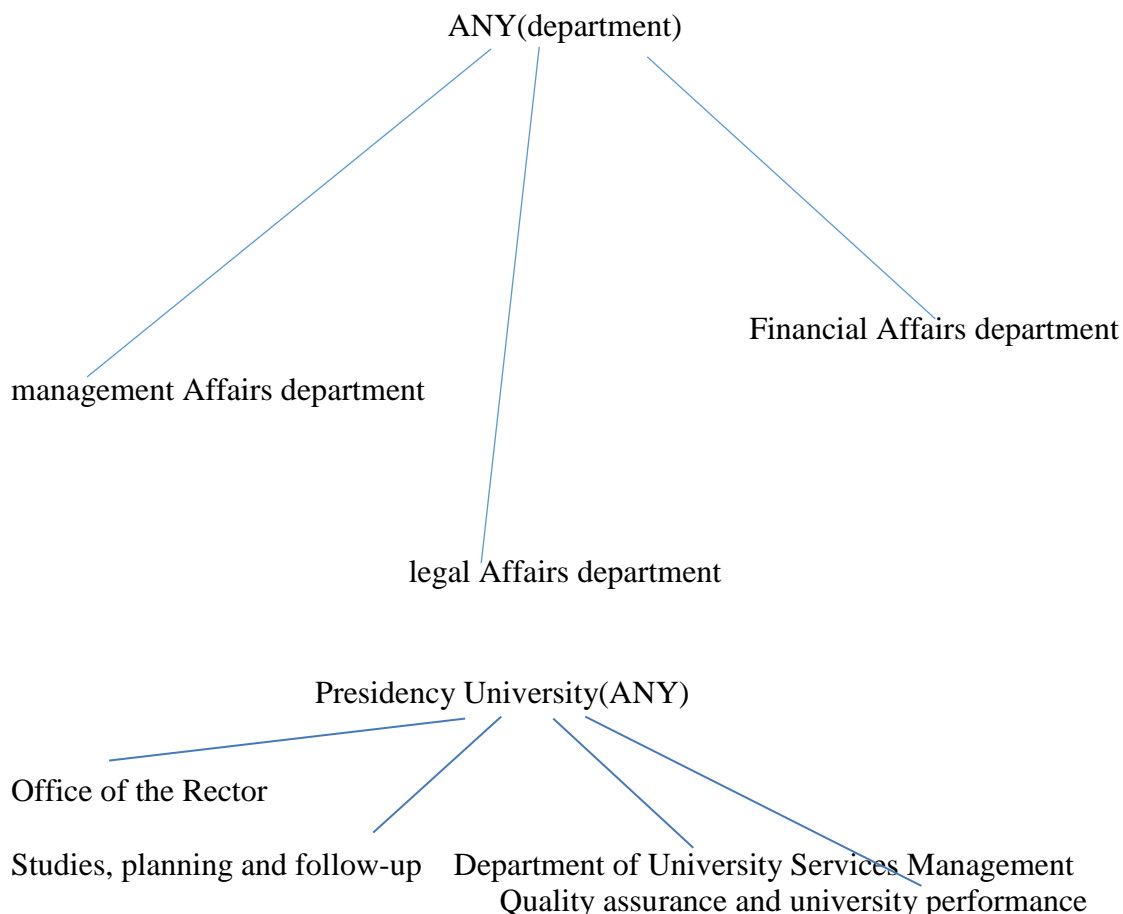 ANY(department)
Financial Affairs department
management Affairs department
legal Affairs department
Presidency University(ANY)
Office of the Rector
Studies, planning and follow-up Department of University Services Management
Quality assurance and university performance